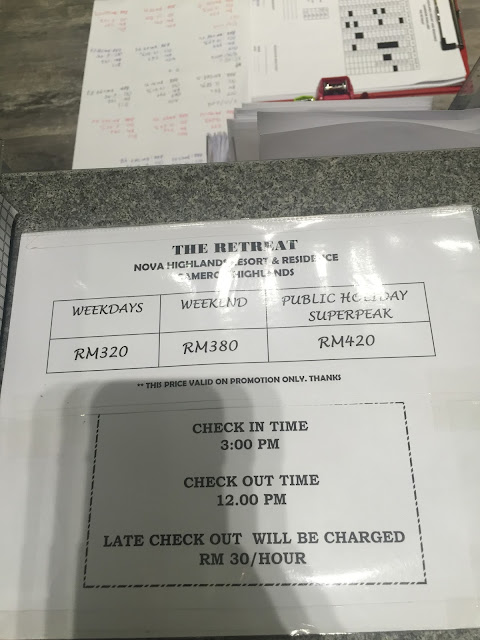 THE RETREAT
NOVA HIGHLANDS RESORT & RESIDENCE
CAMERON HIGHLANDS
WEEKDAYS WEEKEND PUBLIC HOLIDAY
SUPERPEAK
RM320 RM380 RM420
** THIS PRICE VALID ON PROMOTION ONLY. THANKS
CHECK IN TIME
3:00 PM
CHECK OUT TIME
12.00 PM
LATE CHECK OUT WILL BE CHARGED
RM 30/HOUR